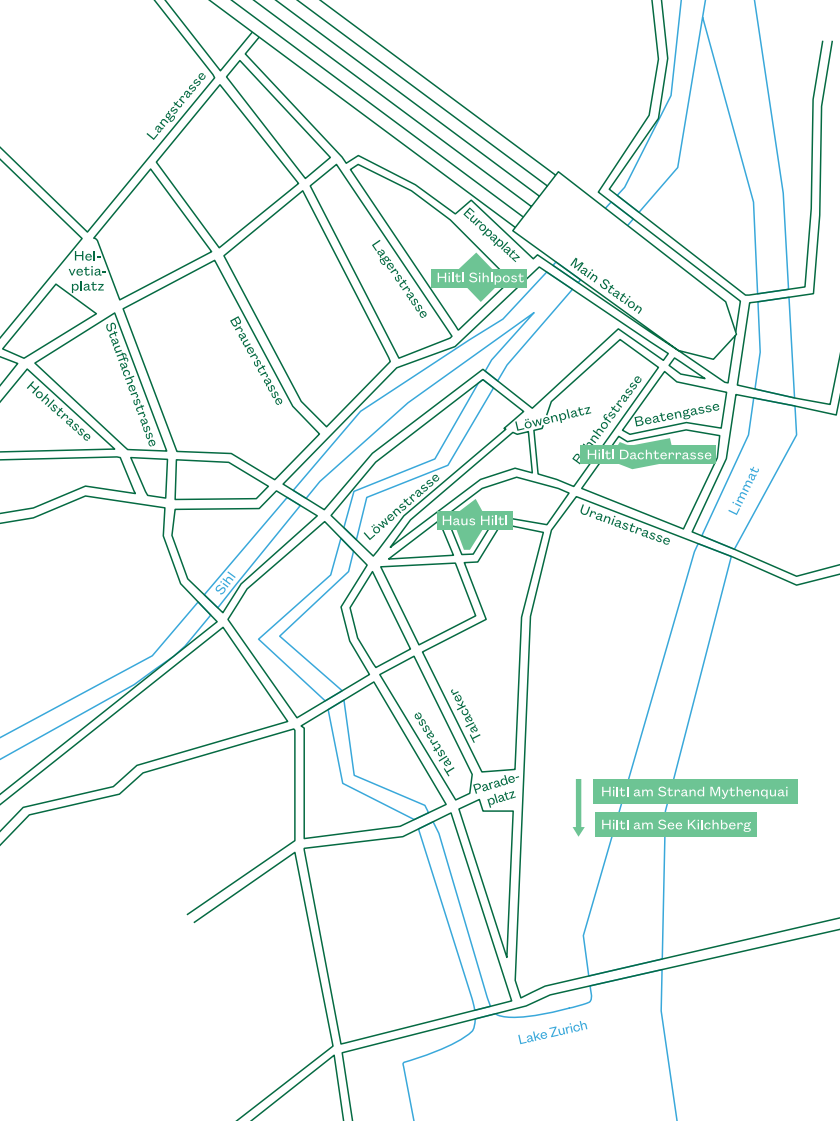 Langstrasse
Europaplatz
Hel-
vetia-
platz
Lagerstrasse
Hiltl Sihlpost
Main Station
Stauffacherstrasse
Brauerstrasse
Hohlstrasse
Löwenplatz
Bahnhofstrasse
Beatengasse
Hiltl Dachterrasse
Löwenstrasse
Haus Hiltl
Uraniastrasse
Limmat
Sihl
Talstrasse
Talacker
Parade-
platz
Hiltl am Strand Mythenquai
Hiltl am See Kilchberg
Lake Zurich